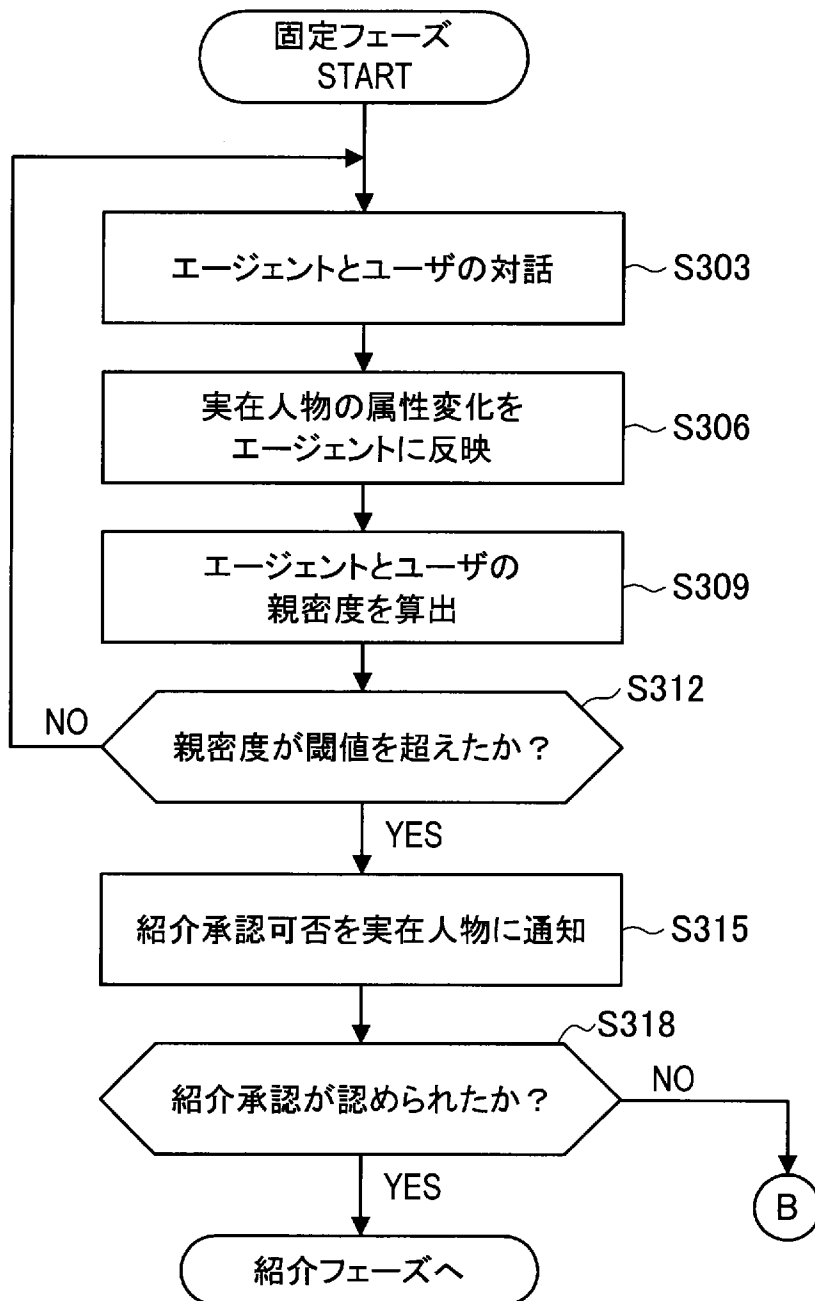 固定フェーズ
START
エージェントとユーザの対話
S303
実在人物の属性変化を
エージェントに反映
S306
エージェントとユーザの
親密度を算出
S309
S312
NO
親密度が閾値を超えたか？
YES
紹介承認可否を実在人物に通知
S315
S318
紹介承認が認められたか？
NO
YES
B
紹介フェーズへ